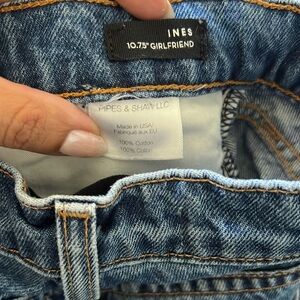 INES
10.75" GIRLFRIEND
PIPES & SHAW LLC
Made in USA
Fabriqué aux EU
100% Cotton
100% Coton